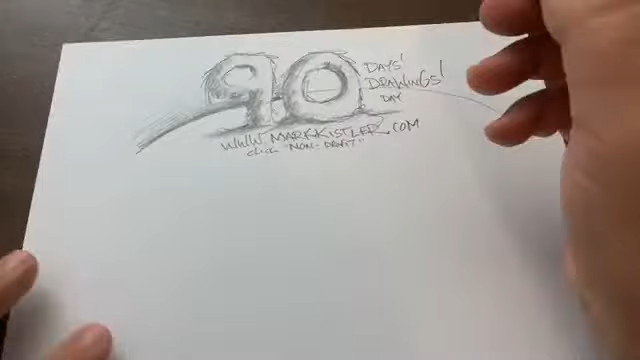 90
DAYS!
DRAWINGS!
DAY
WWW.MARKKISTLER.COM
click "NON-PROFIT"